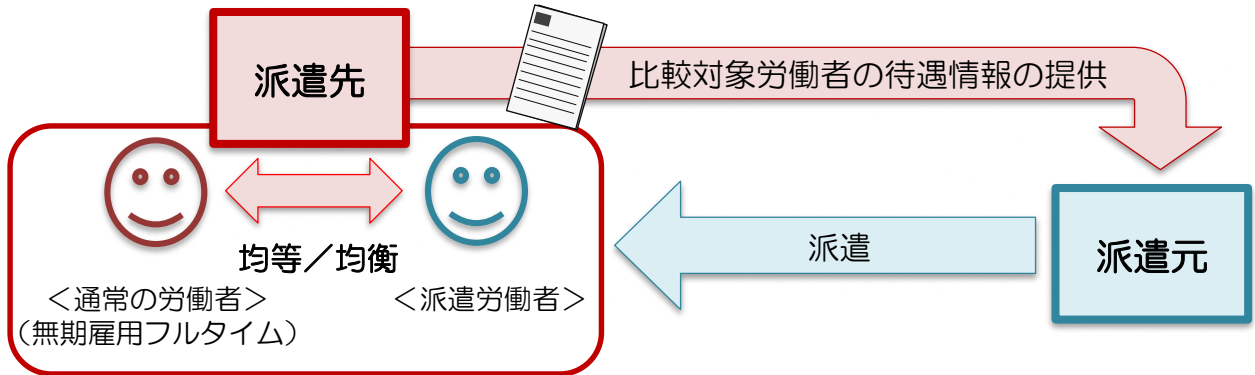 派遣先
比較対象労働者の待遇情報の提供
均等／均衡
＜通常の労働者＞
（無期雇用フルタイム）
＜派遣労働者＞
派遣
派遣元